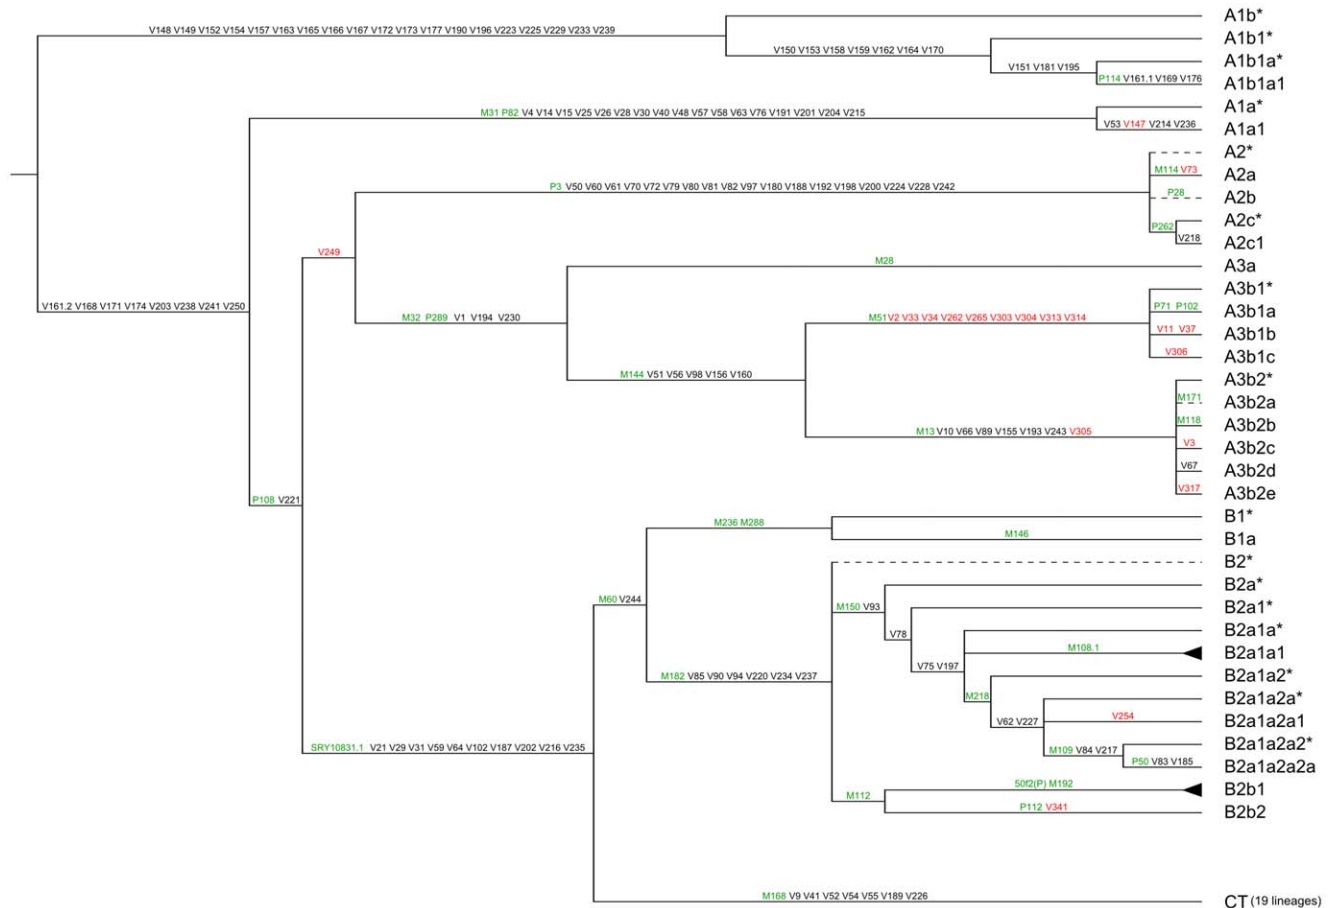 A1b*
V148 V149 V152 V154 V157 V163 V165 V166 V167 V172 V173 V177 V190 V196 V223 V225 V229 V233 V239
A1b1*
V150 V153 V158 V159 V162 V164 V170
A1b1a*
V151 V181 V195
P114 V161.1 V169 V176
A1b1a1
A1a*
M31 P82 V4 V14 V15 V25 V26 V28 V30 V40 V48 V57 V58 V63 V76 V191 V201 V204 V215
V53 V147 V214 V236
A1a1
A2*
M114 V73
A2a
P3 V50 V60 V61 V70 V72 V79 V80 V81 V82 V97 V180 V188 V192 V198 V200 V224 V228 V242
P28
A2b
A2c*
P262
V218
A2c1
V249
M28
A3a
A3b1*
V161.2 V168 V171 V174 V203 V238 V241 V250
P71 P102
A3b1a
M32 P289 V1 V194 V230
M51 V2 V33 V34 V262 V265 V303 V304 V313 V314
V11 V37
A3b1b
V306
A3b1c
M144 V51 V56 V98 V156 V160
A3b2*
M171
A3b2a
M118
A3b2b
M13 V10 V66 V89 V155 V193 V243 V305
V3
A3b2c
V67
A3b2d
V317
A3b2e
P108 V221
B1*
M236 M288
M146
B1a
B2*
B2a*
M60 V244
M150 V93
B2a1*
V78
B2a1a*
M108.1
B2a1a1
V75 V197
M182 V85 V90 V94 V220 V234 V237
B2a1a2*
M218
B2a1a2a*
V62 V227
V254
B2a1a2a1
B2a1a2a2*
SRY10831.1 V21 V29 V31 V59 V64 V102 V187 V202 V216 V235
M109 V84 V217
P50 V83 V185
B2a1a2a2a
50f2(P) M192
B2b1
M112
P112 V341
B2b2
M168 V9 V41 V52 V54 V55 V189 V226
CT (19 lineages)